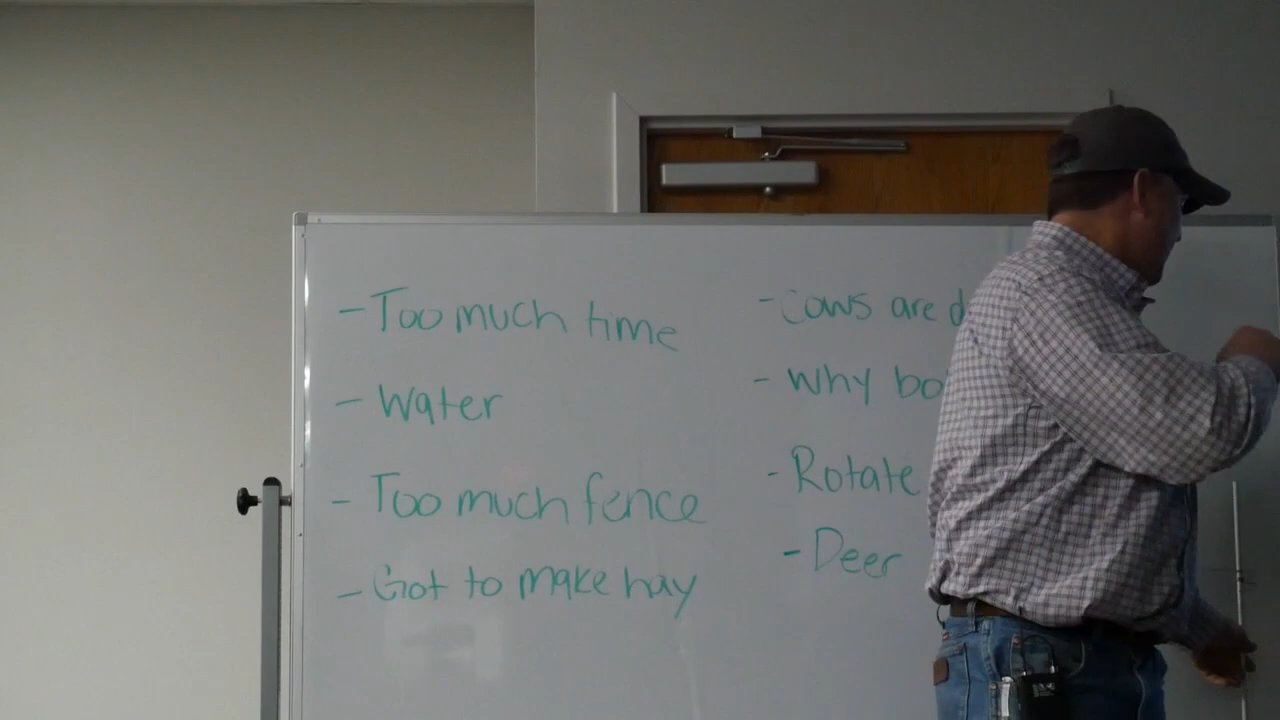 - Too much time
- Water
- Too much fence
- Got to make hay
- Cows are
- Why
- Rotate
- Deer